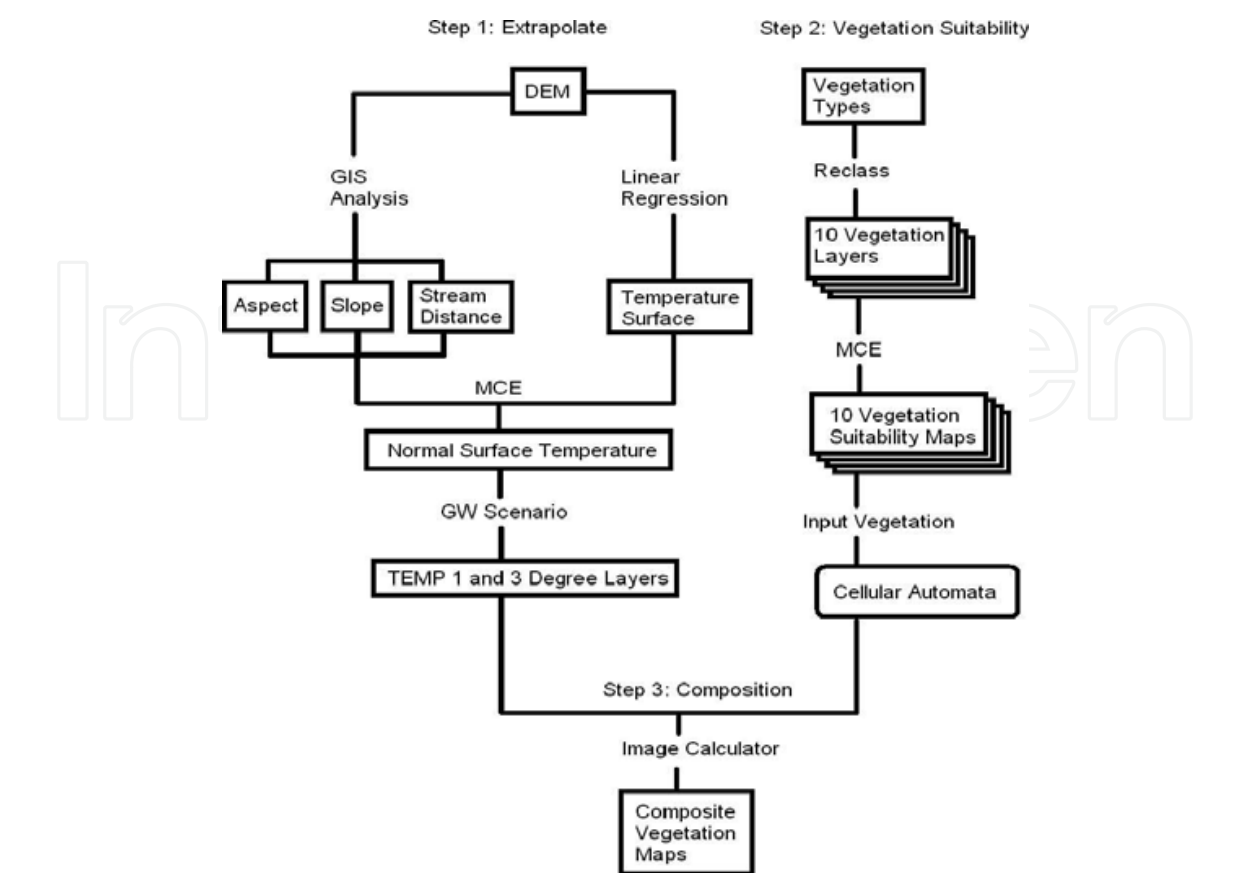 Step 1: Extrapolate
Step 2: Vegetation Suitability
DEM
Vegetation
Types
GIS
Analysis
Linear
Regression
Reclass
10 Vegetation
Layers
Aspect
Slope
Stream
Distance
Temperature
Surface
MCE
MCE
10 Vegetation
Suitability Maps
Normal Surface Temperature
GW Scenario
Input Vegetation
TEMP 1 and 3 Degree Layers
Cellular Automata
Step 3: Composition
Image Calculator
Composite
Vegetation
Maps
In
en